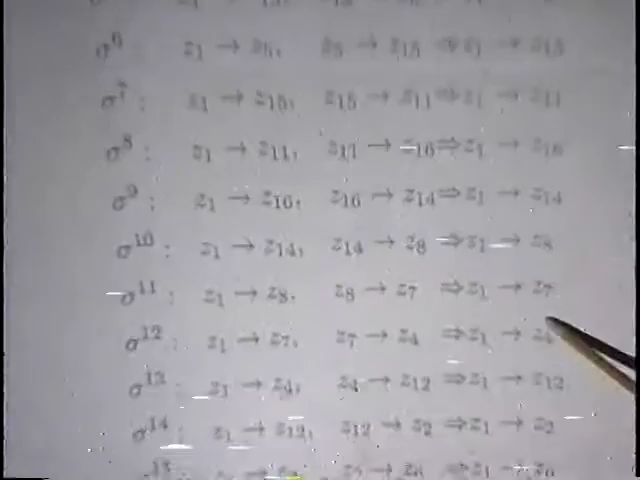 σ⁶ : z₁ → z₅, z₅ → z₁₅ ⇒ z₁ → z₁₅
σ⁷ : z₁ → z₁₅, z₁₅ → z₁₁ ⇒ z₁ → z₁₁
σ⁸ : z₁ → z₁₁, z₁₁ → z₁₆ ⇒ z₁ → z₁₆
σ⁹ : z₁ → z₁₆, z₁₆ → z₁₄ ⇒ z₁ → z₁₄
σ¹⁰ : z₁ → z₁₄, z₁₄ → z₈ ⇒ z₁ → z₈
σ¹¹ : z₁ → z₈, z₈ → z₇ ⇒ z₁ → z₇
σ¹² : z₁ → z₇, z₇ → z₄ ⇒ z₁ → z₄
σ¹³ : z₁ → z₄, z₄ → z₁₂ ⇒ z₁ → z₁₂
σ¹⁴ : z₁ → z₁₂, z₁₂ → z₂ ⇒ z₁ → z₂